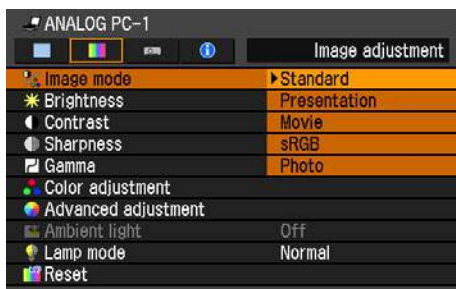 ANALOG PC-1
Image adjustment
Image mode Standard
Brightness Presentation
Contrast Movie
Sharpness sRGB
Gamma Photo
Color adjustment
Advanced adjustment
Ambient light Off
Lamp mode Normal
Reset